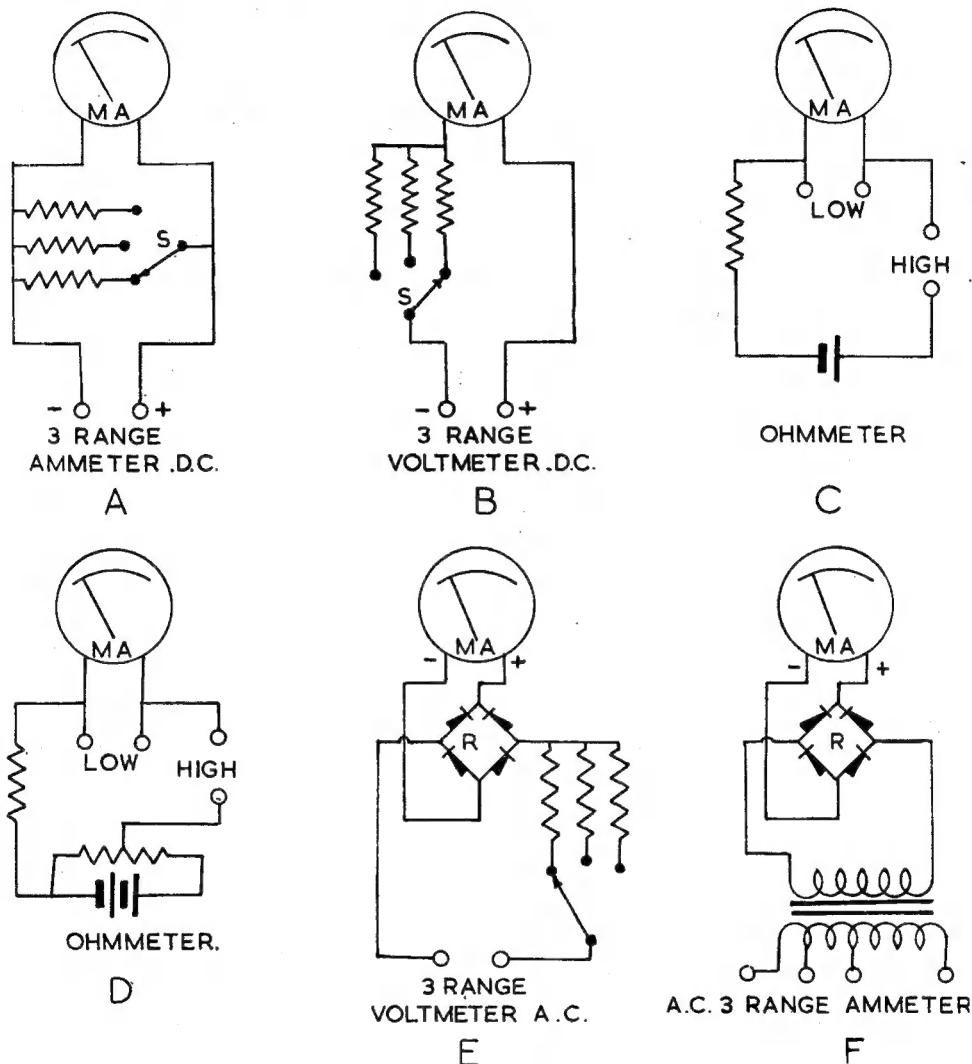 MA
S
- +
3 RANGE
AMMETER .D.C.
A
MA
S
- +
3 RANGE
VOLTMETER .D.C.
B
MA
LOW
HIGH
OHMMETER
C
MA
LOW
HIGH
OHMMETER.
D
MA
- +
R
3 RANGE
VOLTMETER A.C.
E
MA
- +
R
A.C. 3 RANGE AMMETER
F